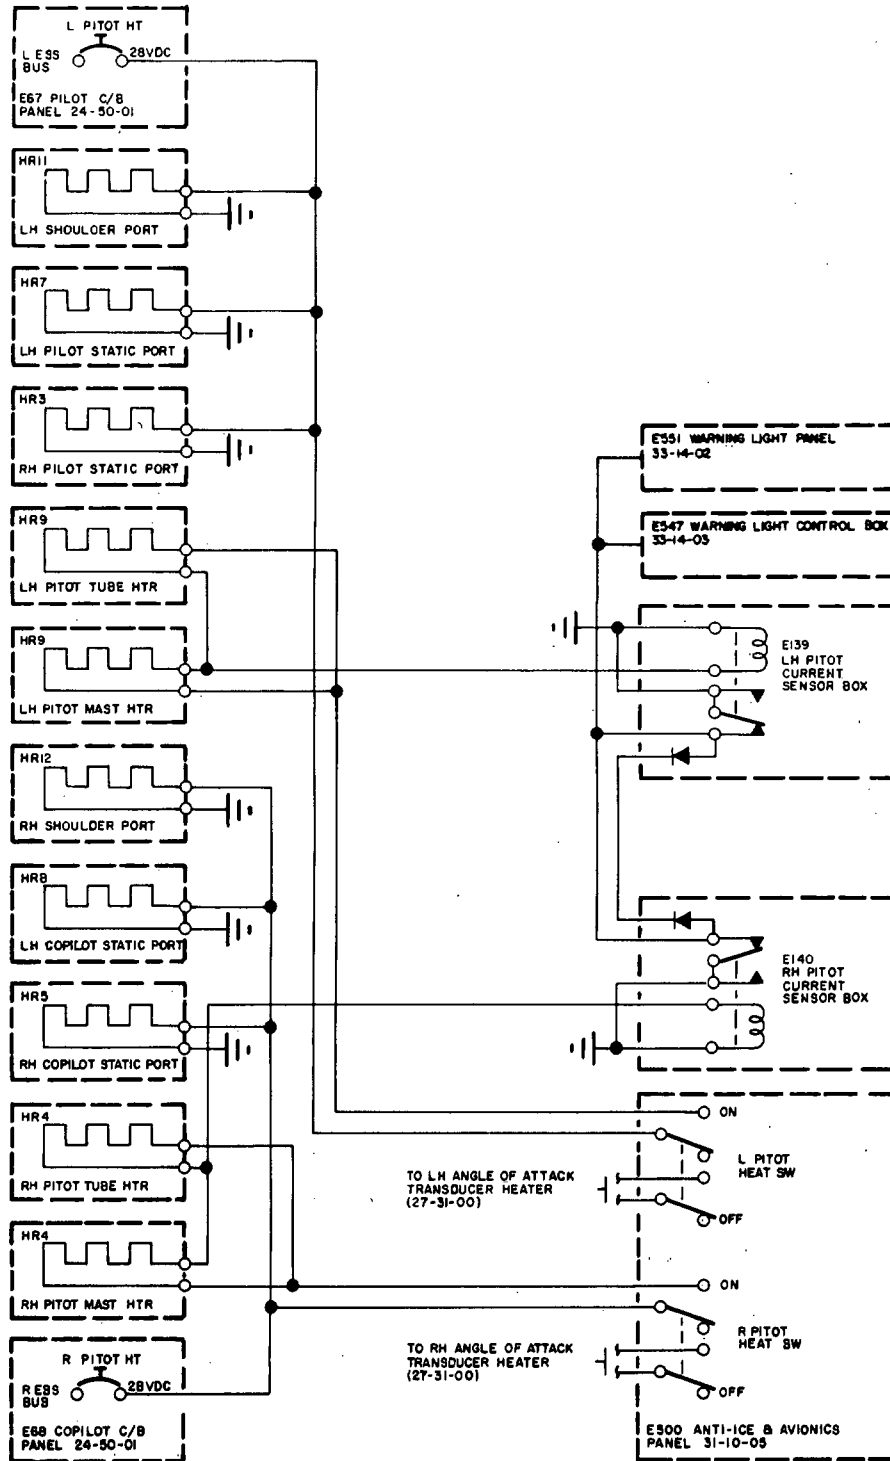 L PITOT HT
L ESS
BUS
28VDC
E67 PILOT C/B
PANEL 24-50-01
HR11
LH SHOULDER PORT
HR7
LH PILOT STATIC PORT
HR3
RH PILOT STATIC PORT
HR9
LH PITOT TUBE HTR
HR9
LH PITOT MAST HTR
HR12
RH SHOULDER PORT
HR8
LH COPILOT STATIC PORT
HR5
RH COPILOT STATIC PORT
HR4
RH PITOT TUBE HTR
HR4
RH PITOT MAST HTR
R PITOT HT
R ESS
BUS
28VDC
E68 COPILOT C/B
PANEL 24-50-01
E551 WARNING LIGHT PANEL
33-14-02
E547 WARNING LIGHT CONTROL BOX
33-14-03
E139
LH PITOT
CURRENT
SENSOR BOX
E140
RH PITOT
CURRENT
SENSOR BOX
ON
L PITOT
HEAT SW
OFF
TO LH ANGLE OF ATTACK
TRANSDUCER HEATER
(27-31-00)
ON
R PITOT
HEAT SW
OFF
TO RH ANGLE OF ATTACK
TRANSDUCER HEATER
(27-31-00)
E500 ANTI-ICE & AVIONICS
PANEL 31-10-05